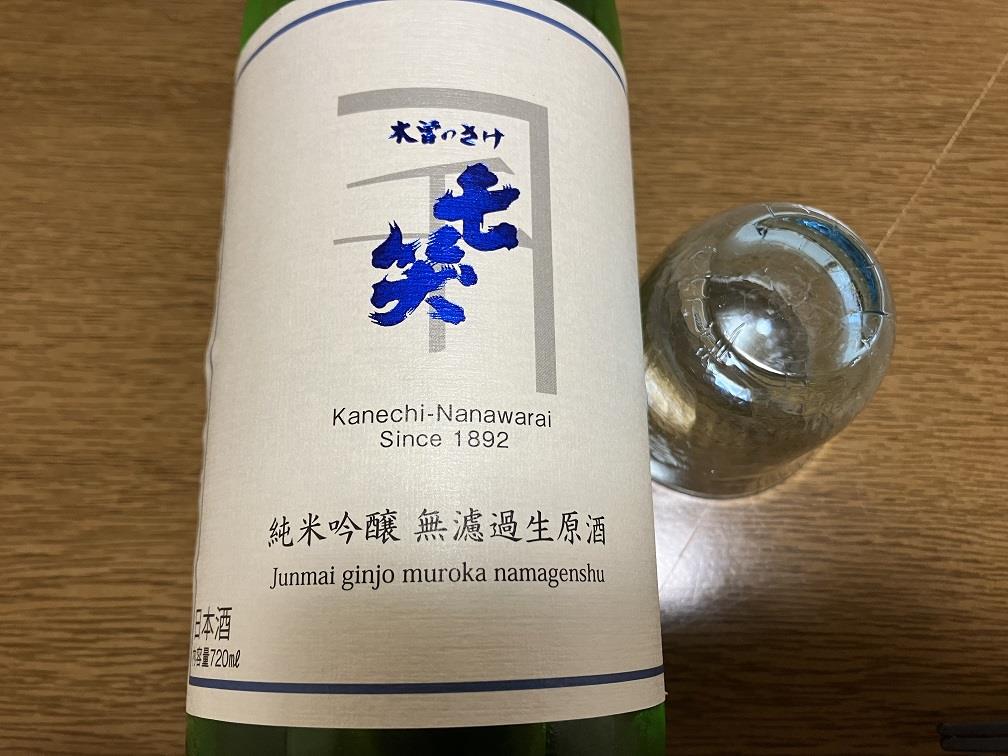 木曽のさけ
七笑
Kanechi-Nanawarai
Since 1892
純米吟醸 無濾過生原酒
Junmai ginjo muroka namagenshu
日本酒
内容量720㎖